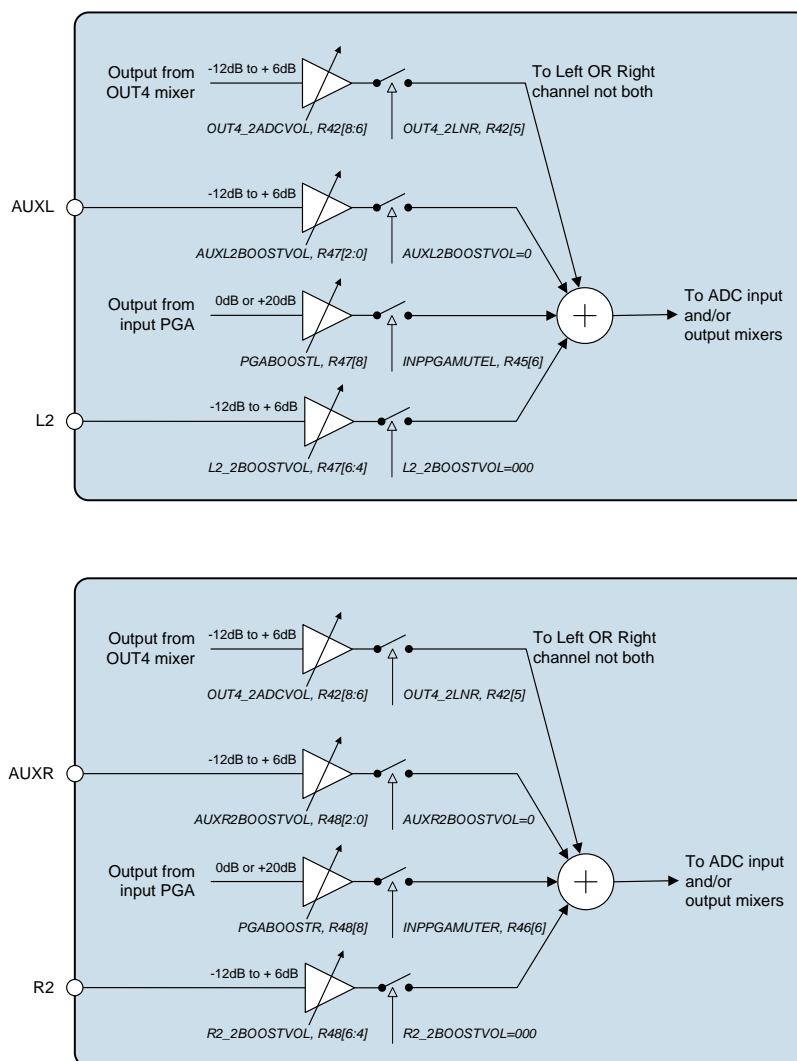 Output from
OUT4 mixer
-12dB to + 6dB
To Left OR Right
channel not both
OUT4_2ADCVOL, R42[8:6]
OUT4_2LNR, R42[5]
AUXL
-12dB to + 6dB
AUXL2BOOSTVOL, R47[2:0]
AUXL2BOOSTVOL=0
Output from
input PGA
0dB or +20dB
To ADC input
and/or
output mixers
PGABOOSTL, R47[8]
INPPGAMUTEL, R45[6]
L2
-12dB to + 6dB
L2_2BOOSTVOL, R47[6:4]
L2_2BOOSTVOL=000
Output from
OUT4 mixer
-12dB to + 6dB
To Left OR Right
channel not both
OUT4_2ADCVOL, R42[8:6]
OUT4_2LNR, R42[5]
AUXR
-12dB to + 6dB
AUXR2BOOSTVOL, R48[2:0]
AUXR2BOOSTVOL=0
Output from
input PGA
0dB or +20dB
To ADC input
and/or
output mixers
PGABOOSTR, R48[8]
INPPGAMUTER, R46[6]
R2
-12dB to + 6dB
R2_2BOOSTVOL, R48[6:4]
R2_2BOOSTVOL=000